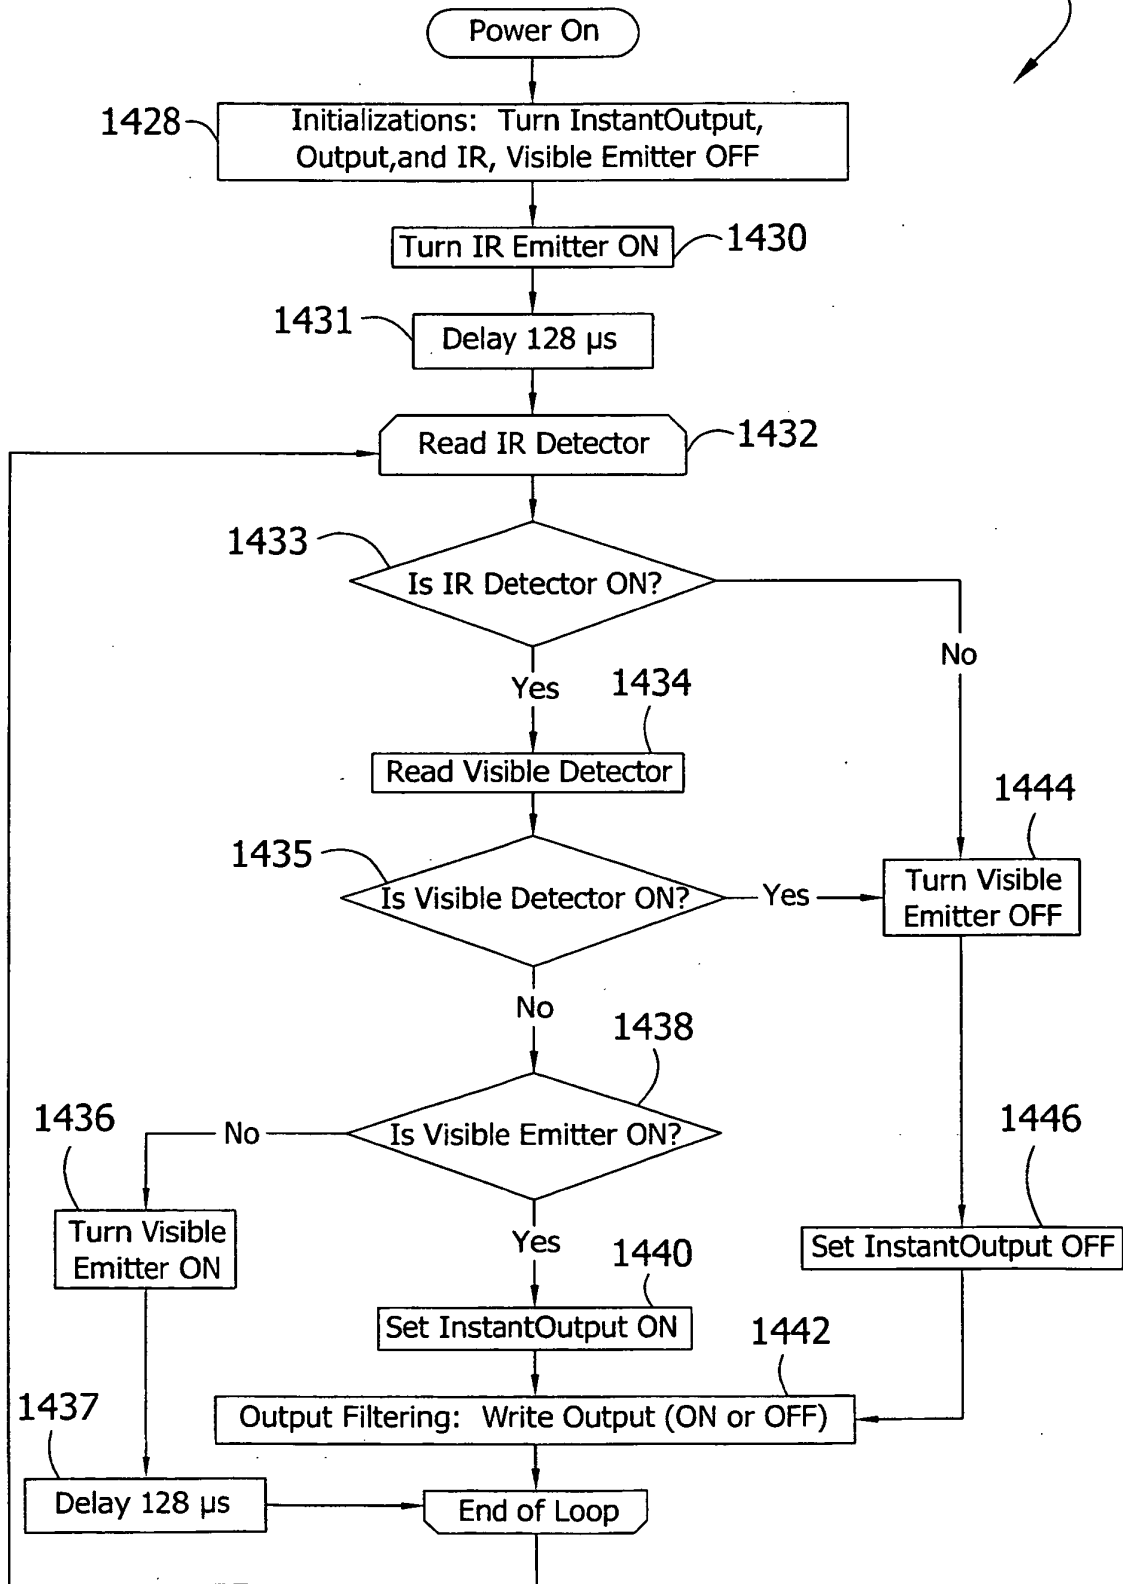 Power On
1428
Initializations: Turn InstantOutput,
Output,and IR, Visible Emitter OFF
Turn IR Emitter ON
1430
1431
Delay 128 µs
Read IR Detector
1432
1433
Is IR Detector ON?
No
Yes
1434
Read Visible Detector
1444
1435
Is Visible Detector ON?
Yes
Turn Visible
Emitter OFF
No
1438
1436
No
Is Visible Emitter ON?
1446
Turn Visible
Emitter ON
Yes
Set InstantOutput OFF
1440
Set InstantOutput ON
1442
1437
Output Filtering: Write Output (ON or OFF)
Delay 128 µs
End of Loop